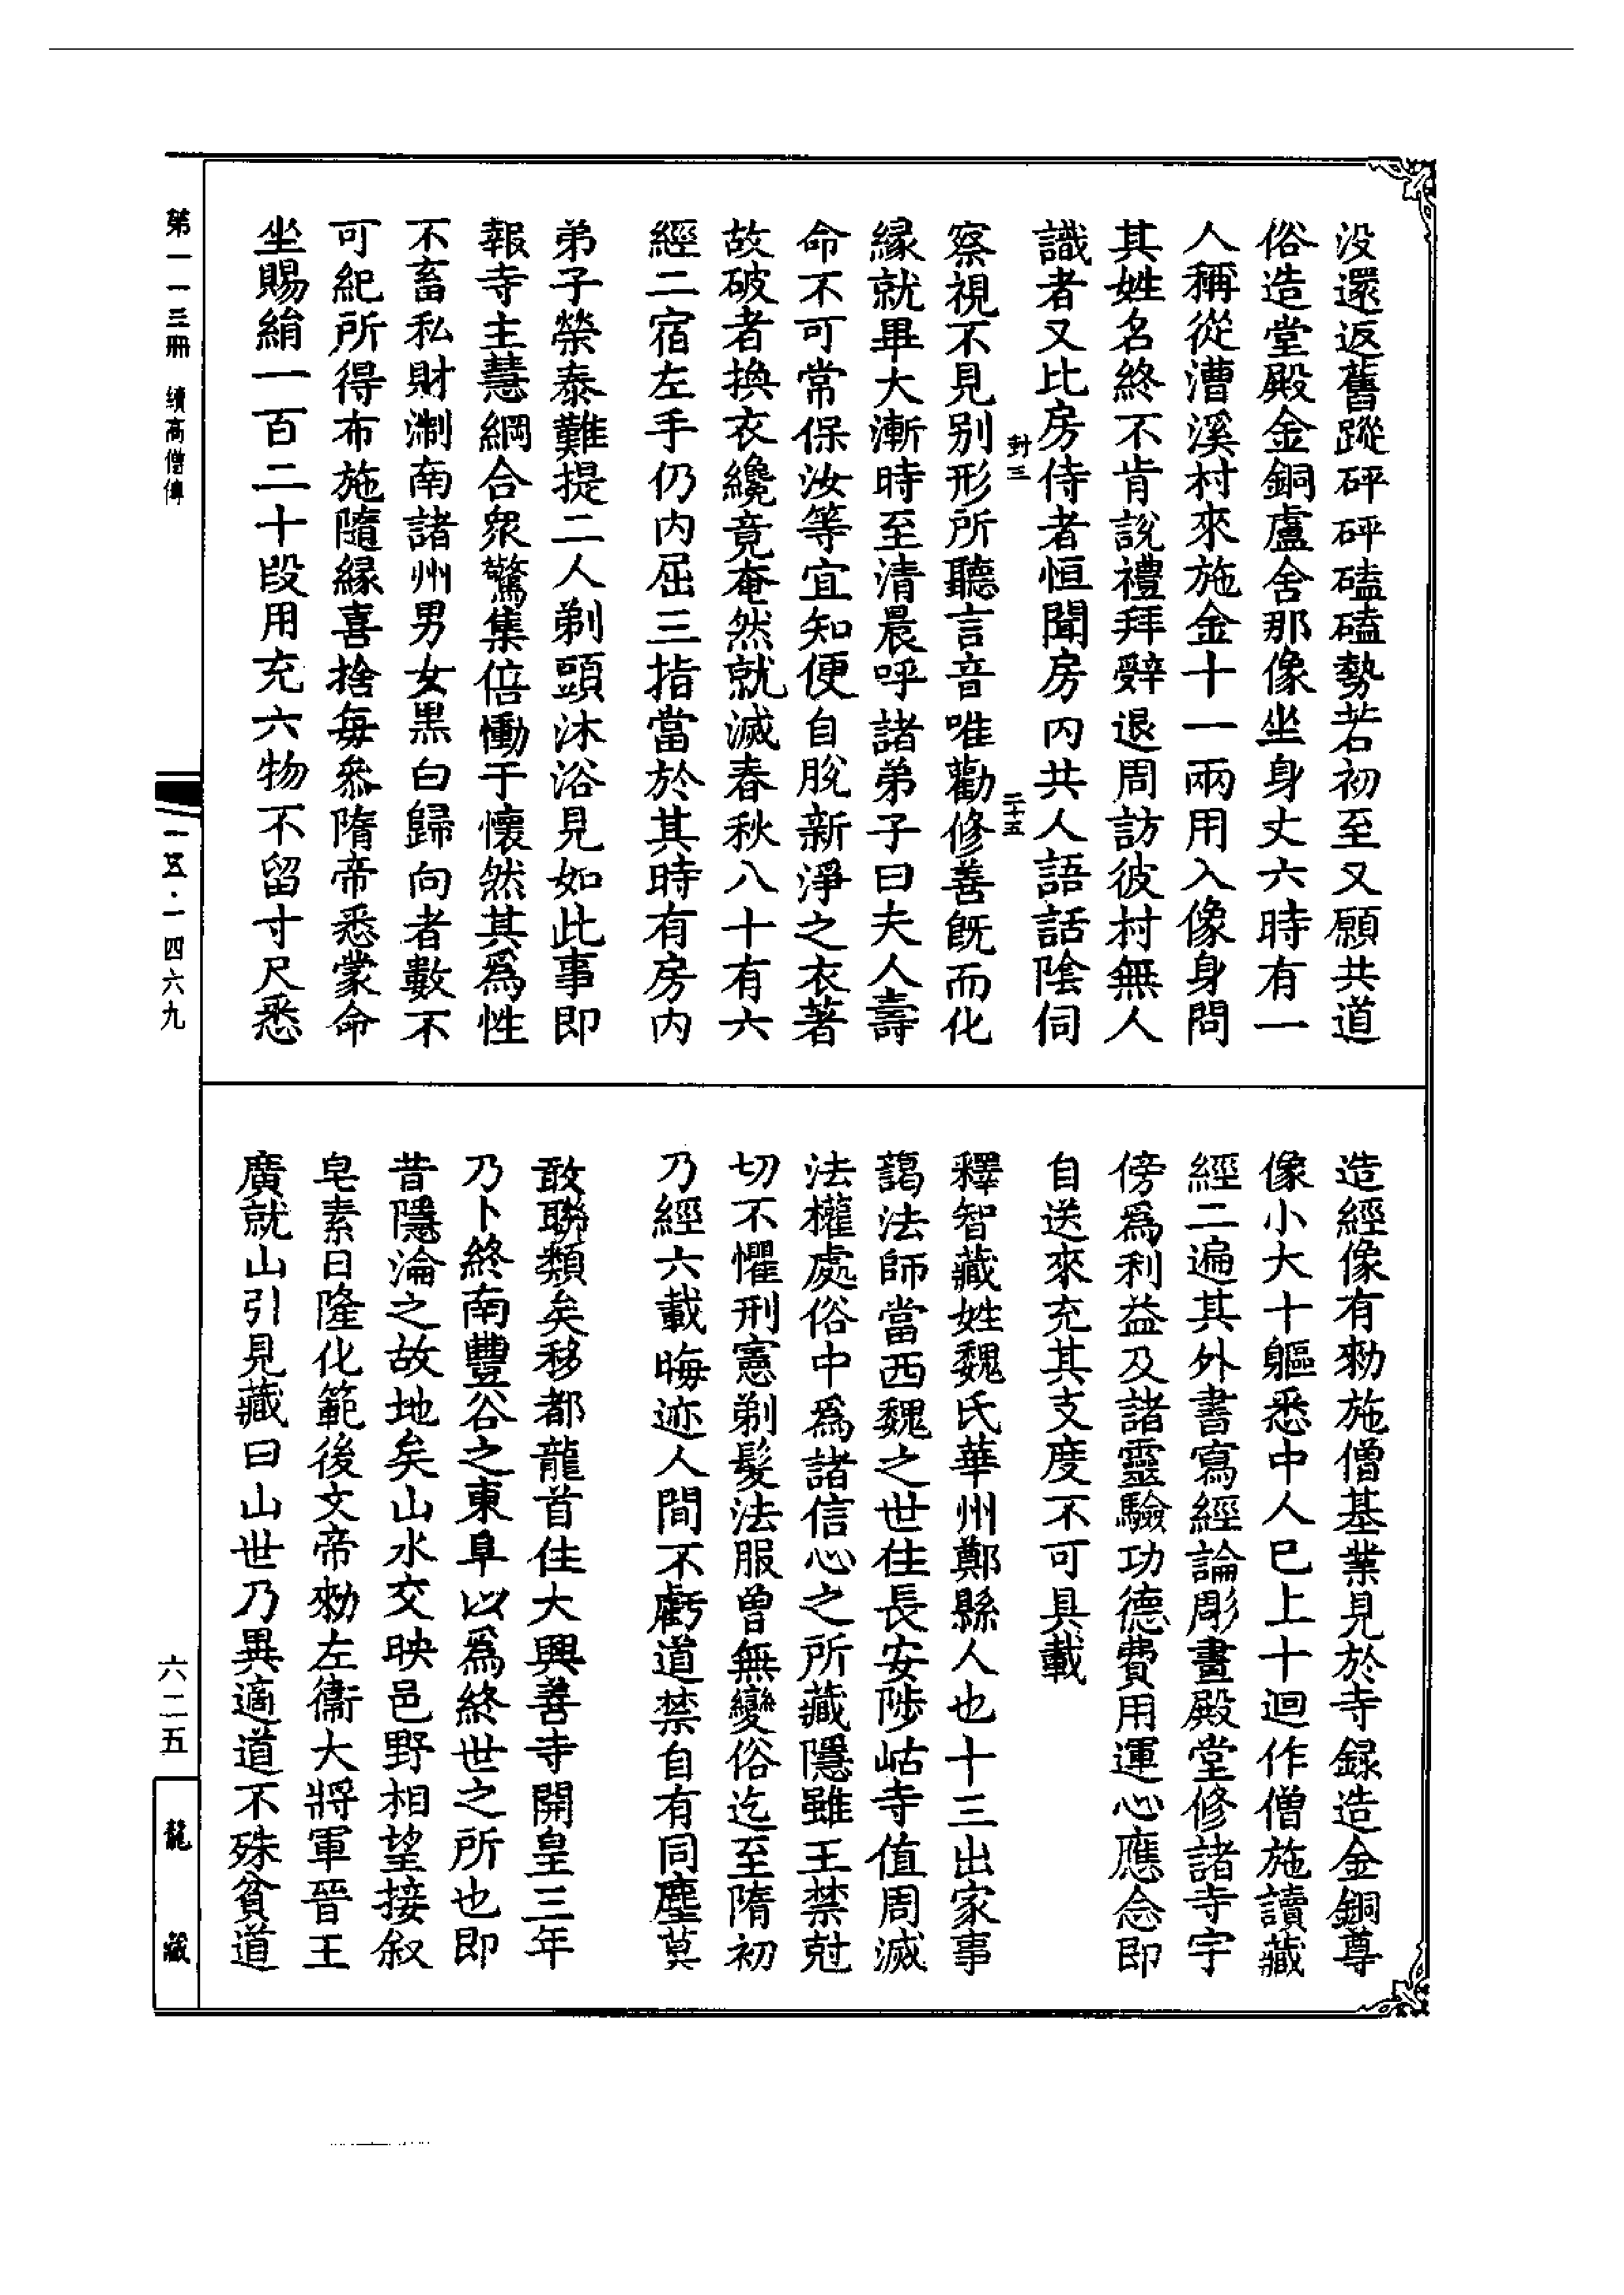 没還返舊蹤砰砰磕磕勢若初至又願共道
俗造堂殿金銅盧舍那像坐身丈六時有一
人稱從漕溪村來施金十一兩用入像身問
其姓名終不肯說禮拜辤退周訪彼村無人
識者又比房侍者恒聞房内共人語話陰伺
封三
二十五
察視不見别形所聽言音唯勸修善旣而化
縁就畢大漸時至清晨呼諸弟子曰夫人壽
命不可常保汝等宜知便自脫新淨之衣著
故破者換衣纔竟奄然就滅春秋八十有六
經二宿左手仍内屈三指當於其時有房内
弟子榮泰難提二人剃頭沐浴見如此事即
報寺主慧綱合衆驚集倍慟于懷然其爲性
不畜私財淛南諸州男女黑白歸向者數不
可紀所得布施隨縁喜捨每叅隋帝悉蒙命
坐賜絹一百二十段用充六物不留寸尺悉
造經像有勑施僧基業見於寺録造金銅尊
像小大十軀悉中人已上十迴作僧施讀藏
經二遍其外書寫經論彫畫殿堂修諸寺宇
傍爲利益及諸靈驗功德費用運心應念即
自送來充其支度不可具載
釋智藏姓魏氏華州鄭縣人也十三出家事
藹法師當西魏之世住長安陟岵寺值周滅
法權處俗中爲諸信心之所藏隱雖王禁尅
切不懼刑憲剃髮法服曾無變俗迄至隋初
乃經六載晦迹人間不虧道禁自有同塵莫
敢聮類矣移都龍首住大興善寺開皇三年
乃卜終南豐谷之東阜以爲終世之所也即
昔隱淪之故地矣山水交映邑野相望接叙
皂素日隆化範後文帝勑左衞大將軍晉王
廣就山引見藏曰山世乃異適道不殊貧道
第一一三冊　續高僧傳
一五·一四六九
六二五
龍藏